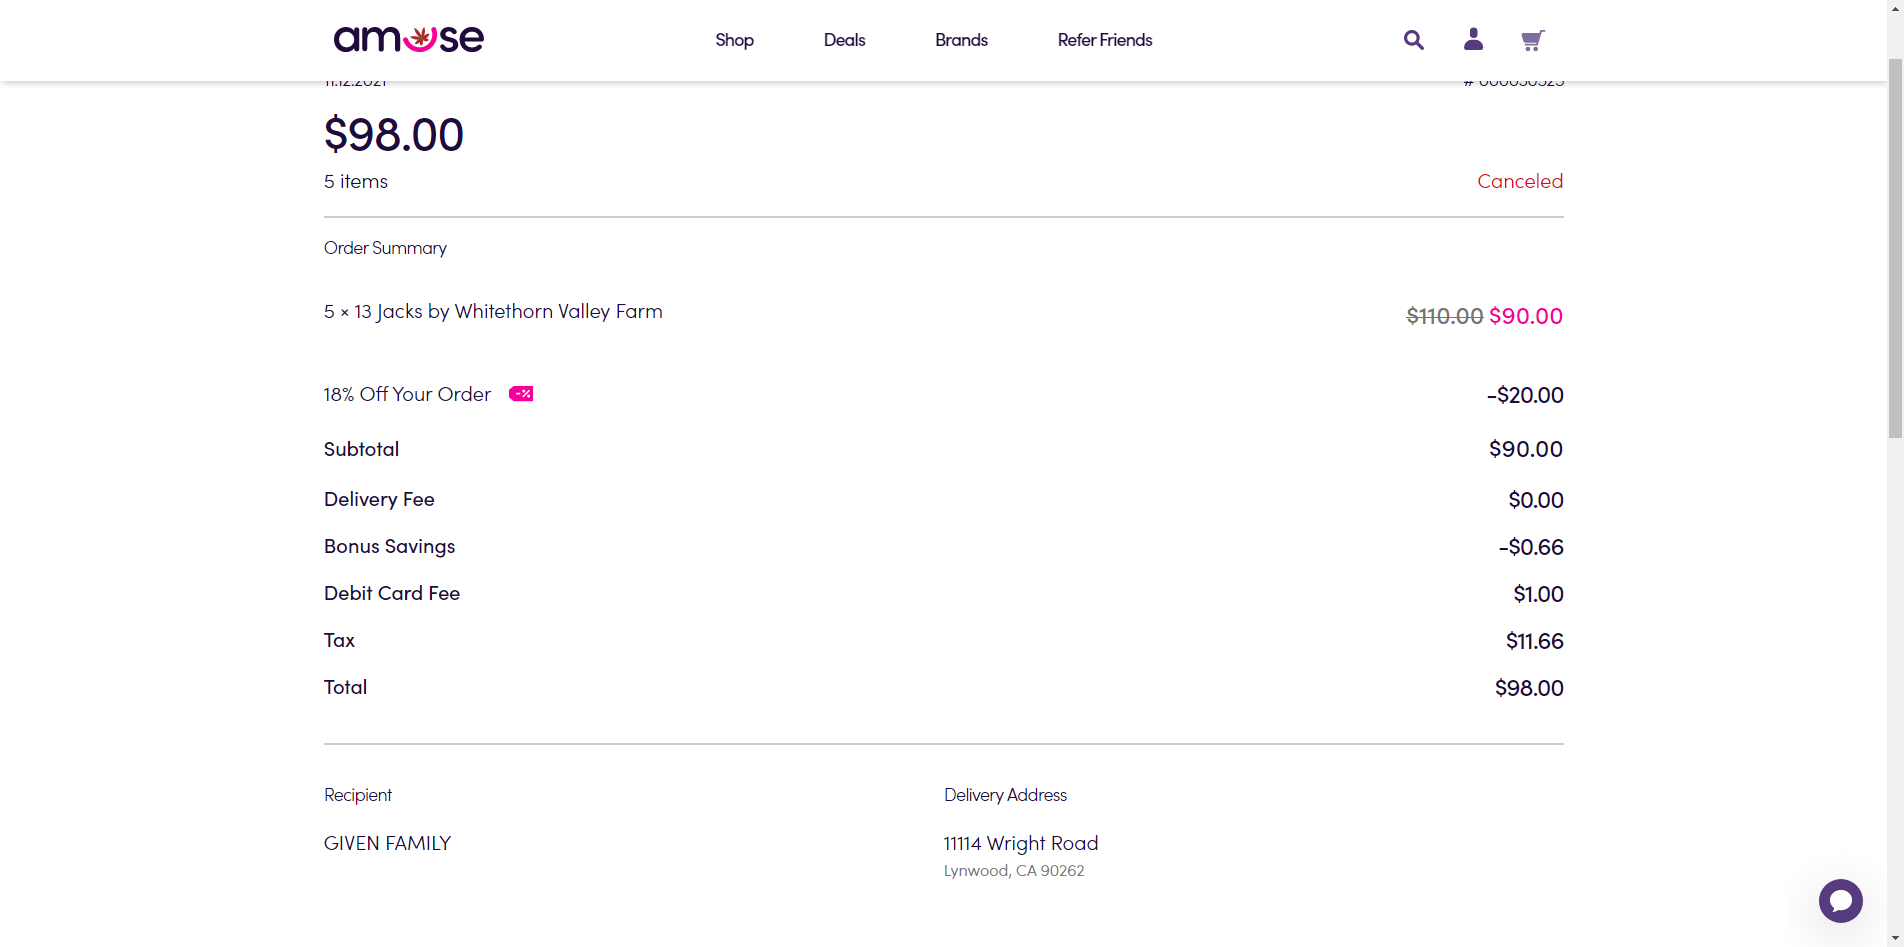 amuse
Shop Deals Brands Refer Friends
11.12.2021
$98.00
5 items Canceled
Order Summary
5 × 13 Jacks by Whitethorn Valley Farm $110.00 $90.00
18% Off Your Order -% -$20.00
Subtotal $90.00
Delivery Fee $0.00
Bonus Savings -$0.66
Debit Card Fee $1.00
Tax $11.66
Total $98.00
Recipient Delivery Address
GIVEN FAMILY 11114 Wright Road
Lynwood, CA 90262